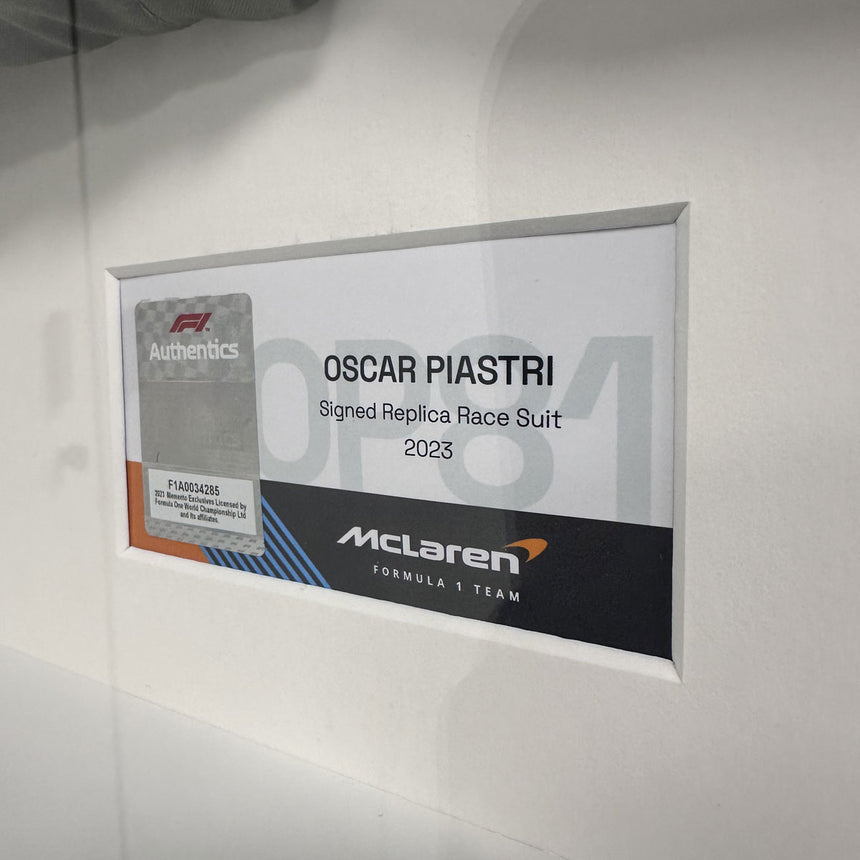 F1
Authentics
OP81
OSCAR PIASTRI
Signed Replica Race Suit
2023
F1A0034285
2023 Memento Exclusives Licensed by
Formula One World Championship Ltd
and its affiliates.
McLaren
FORMULA 1 TEAM